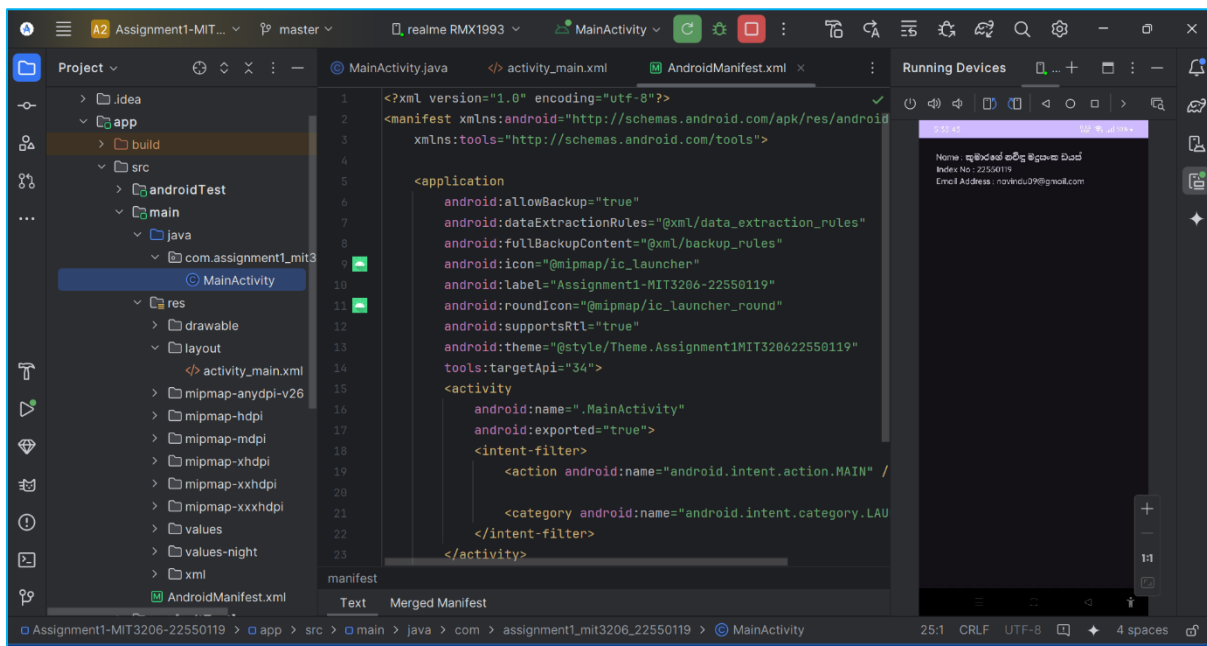 A2 Assignment1-MIT... master realme RMX1993 MainActivity
Project
MainActivity.java activity_main.xml AndroidManifest.xml
Running Devices
.idea
app
build
src
androidTest
main
java
com.assignment1_mit3
MainActivity
res
drawable
layout
activity_main.xml
mipmap-anydpi-v26
mipmap-hdpi
mipmap-mdpi
mipmap-xhdpi
mipmap-xxhdpi
mipmap-xxxhdpi
values
values-night
xml
AndroidManifest.xml
1 <?xml version="1.0" encoding="utf-8"?>
2 <manifest xmlns:android="http://schemas.android.com/apk/res/android
3 xmlns:tools="http://schemas.android.com/tools">
4
5 <application
6 android:allowBackup="true"
7 android:dataExtractionRules="@xml/data_extraction_rules"
8 android:fullBackupContent="@xml/backup_rules"
9 android:icon="@mipmap/ic_launcher"
10 android:label="Assignment1-MIT3206-22550119"
11 android:roundIcon="@mipmap/ic_launcher_round"
12 android:supportsRtl="true"
13 android:theme="@style/Theme.Assignment1MIT320622550119"
14 tools:targetApi="34">
15 <activity
16 android:name=".MainActivity"
17 android:exported="true">
18 <intent-filter>
19 <action android:name="android.intent.action.MAIN" /
20
21 <category android:name="android.intent.category.LAU
22 </intent-filter>
23 </activity>
manifest
Text Merged Manifest
Name : කුමාරගේ නවිඳු මදුසංක ඩයස්
Index No : 22550119
Email Address : navindu09@gmail.com
1:1
Assignment1-MIT3206-22550119 > app > src > main > java > com > assignment1_mit3206_22550119 > MainActivity
25:1 CRLF UTF-8 4 spaces